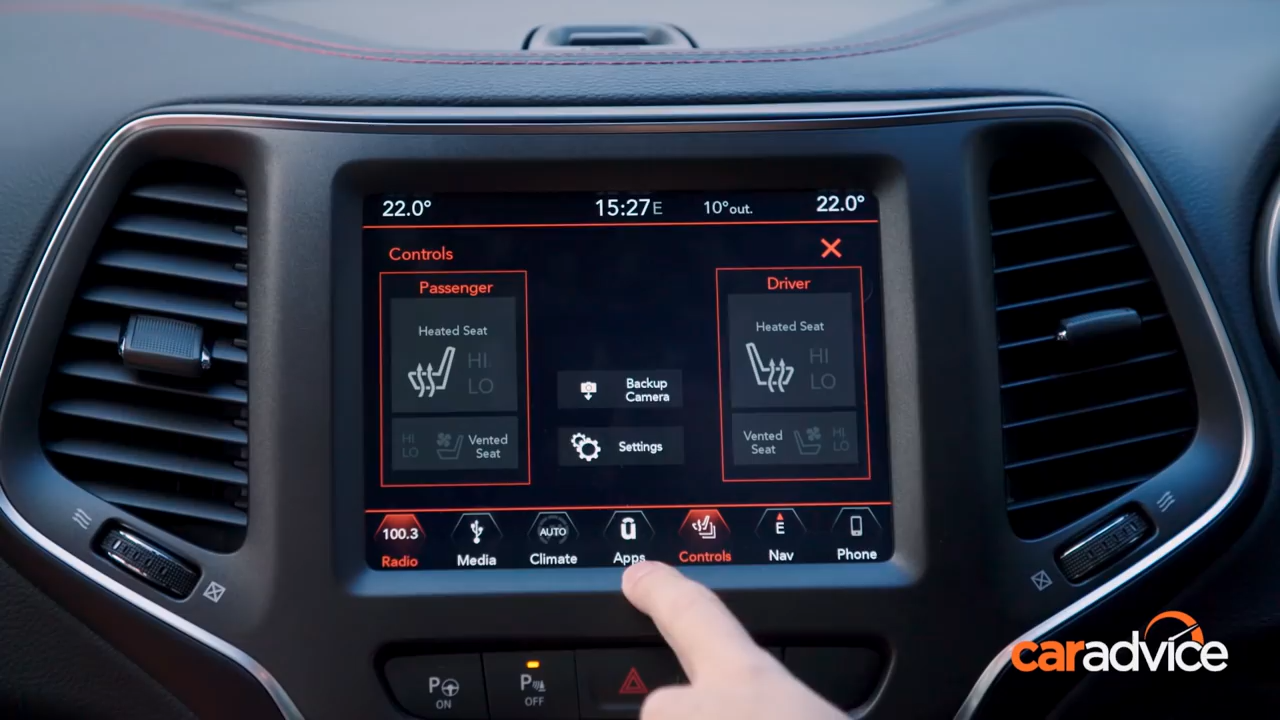 22.0° 15:27E 10°out. 22.0°
Controls
Passenger
Heated Seat
HI
LO
HI
LO
Vented
Seat
Backup
Camera
Settings
Driver
Heated Seat
HI
LO
Vented
Seat
HI
LO
100.3 AUTO E
Radio Media Climate Apps Controls Nav Phone
P ON
P OFF
caradvice